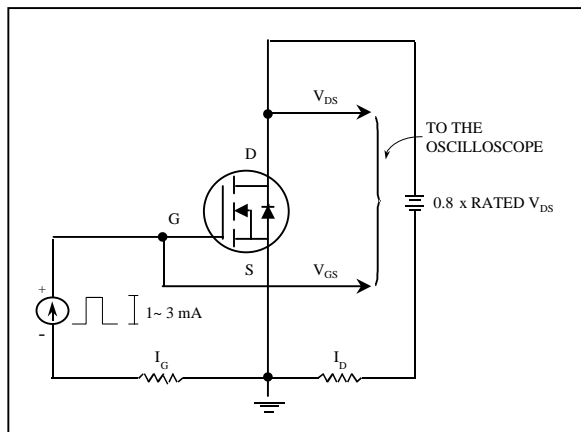 V_DS
TO THE
OSCILLOSCOPE
D
0.8 x RATED V_DS
G
S
V_GS
+
1~ 3 mA
-
I_G
I_D